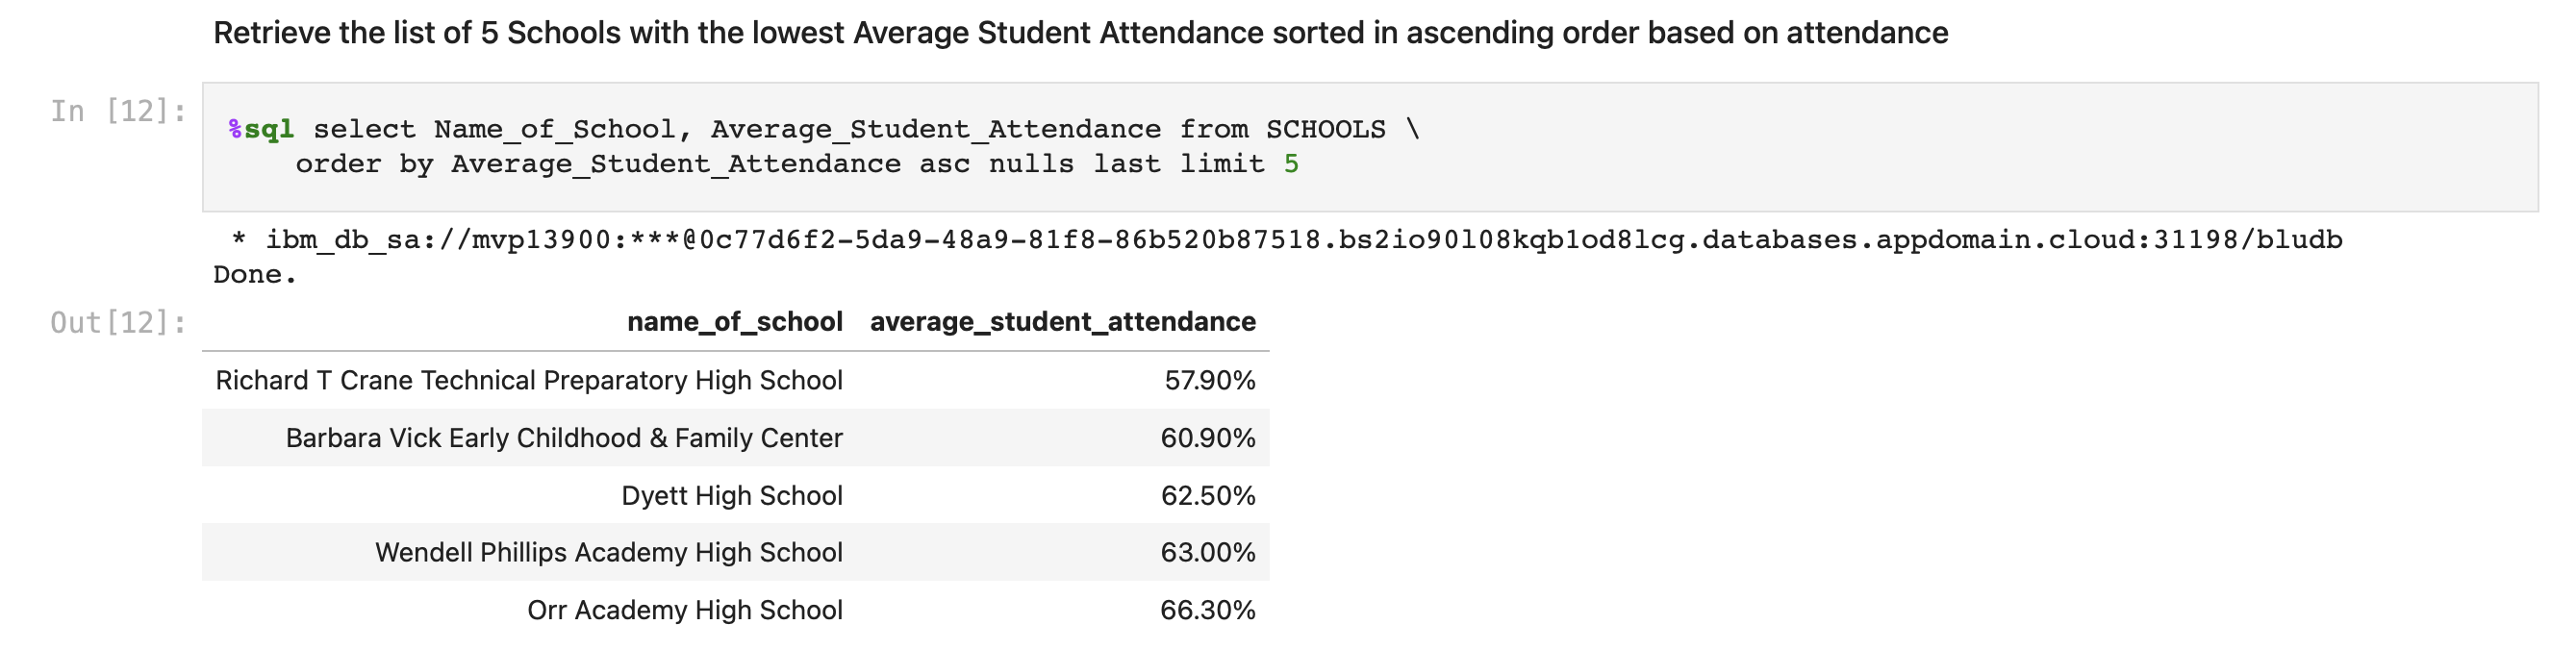 Retrieve the list of 5 Schools with the lowest Average Student Attendance sorted in ascending order based on attendance
In [12]:
%sql select Name_of_School, Average_Student_Attendance from SCHOOLS \
order by Average_Student_Attendance asc nulls last limit 5
* ibm_db_sa://mvp13900:***@0c77d6f2-5da9-48a9-81f8-86b520b87518.bs2io90l08kqb1od8lcg.databases.appdomain.cloud:31198/bludb
Done.
Out[12]:
name_of_school average_student_attendance
Richard T Crane Technical Preparatory High School 57.90%
Barbara Vick Early Childhood & Family Center 60.90%
Dyett High School 62.50%
Wendell Phillips Academy High School 63.00%
Orr Academy High School 66.30%